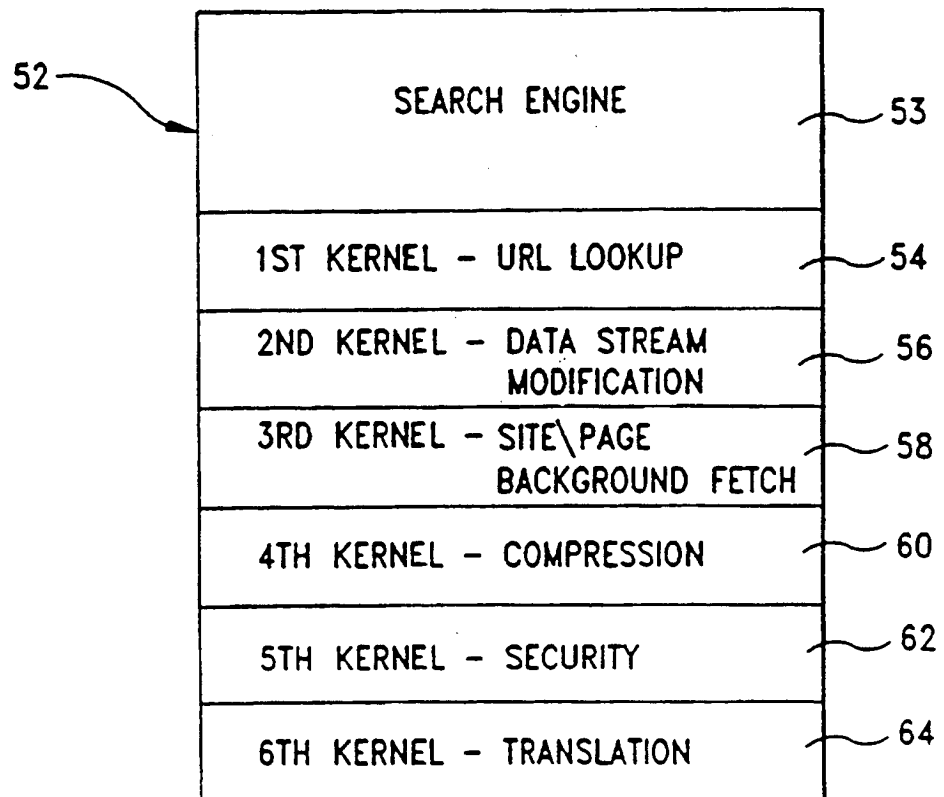 52
SEARCH ENGINE
53
1ST KERNEL – URL LOOKUP
54
2ND KERNEL – DATA STREAM
MODIFICATION
56
3RD KERNEL – SITE\PAGE
BACKGROUND FETCH
58
4TH KERNEL – COMPRESSION
60
5TH KERNEL – SECURITY
62
6TH KERNEL – TRANSLATION
64